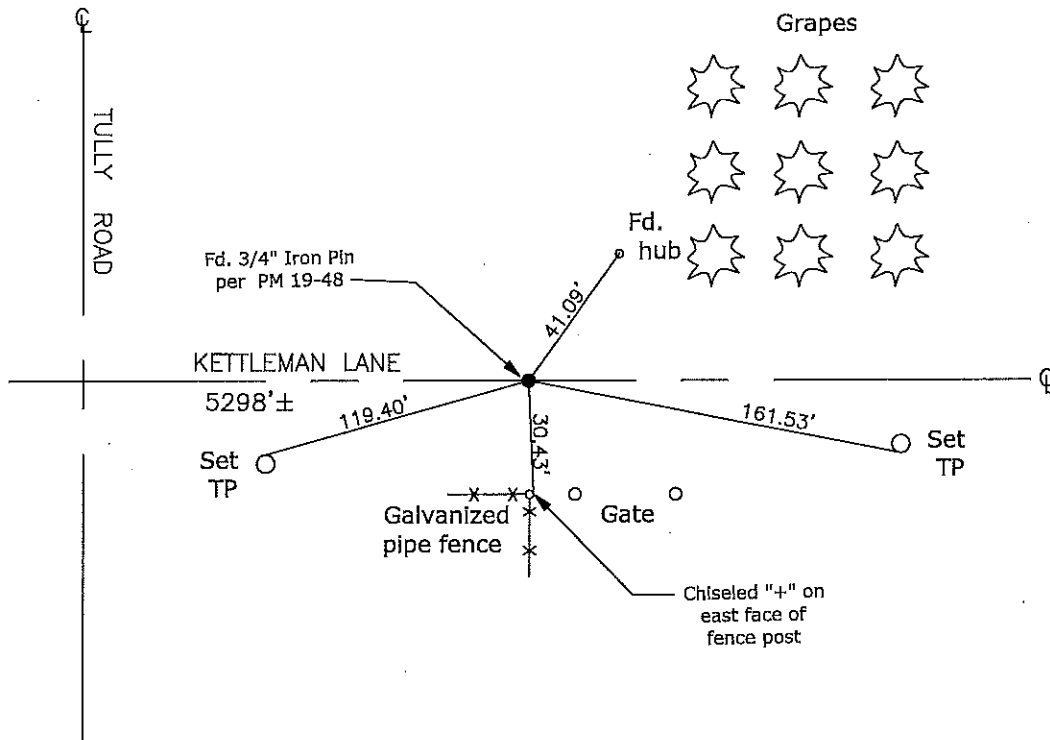 ℄
Grapes
TULLY ROAD
Fd.
hub
Fd. 3/4" Iron Pin
per PM 19-48
41.09'
KETTLEMAN LANE
℄
5298'±
119.40'
30.43'
161.53'
Set
TP
Set
TP
Galvanized
pipe fence
Gate
Chiseled "+" on
east face of
fence post